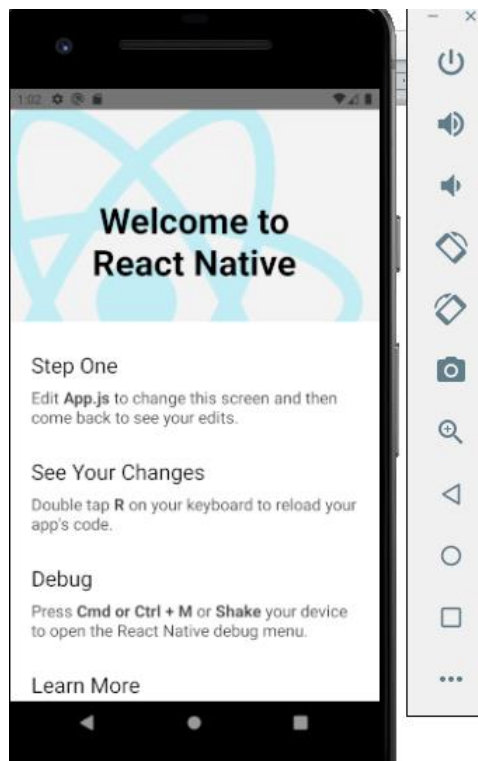 1:02
Welcome to
React Native
Step One
Edit App.js to change this screen and then
come back to see your edits.
See Your Changes
Double tap R on your keyboard to reload your
app's code.
Debug
Press Cmd or Ctrl + M or Shake your device
to open the React Native debug menu.
Learn More